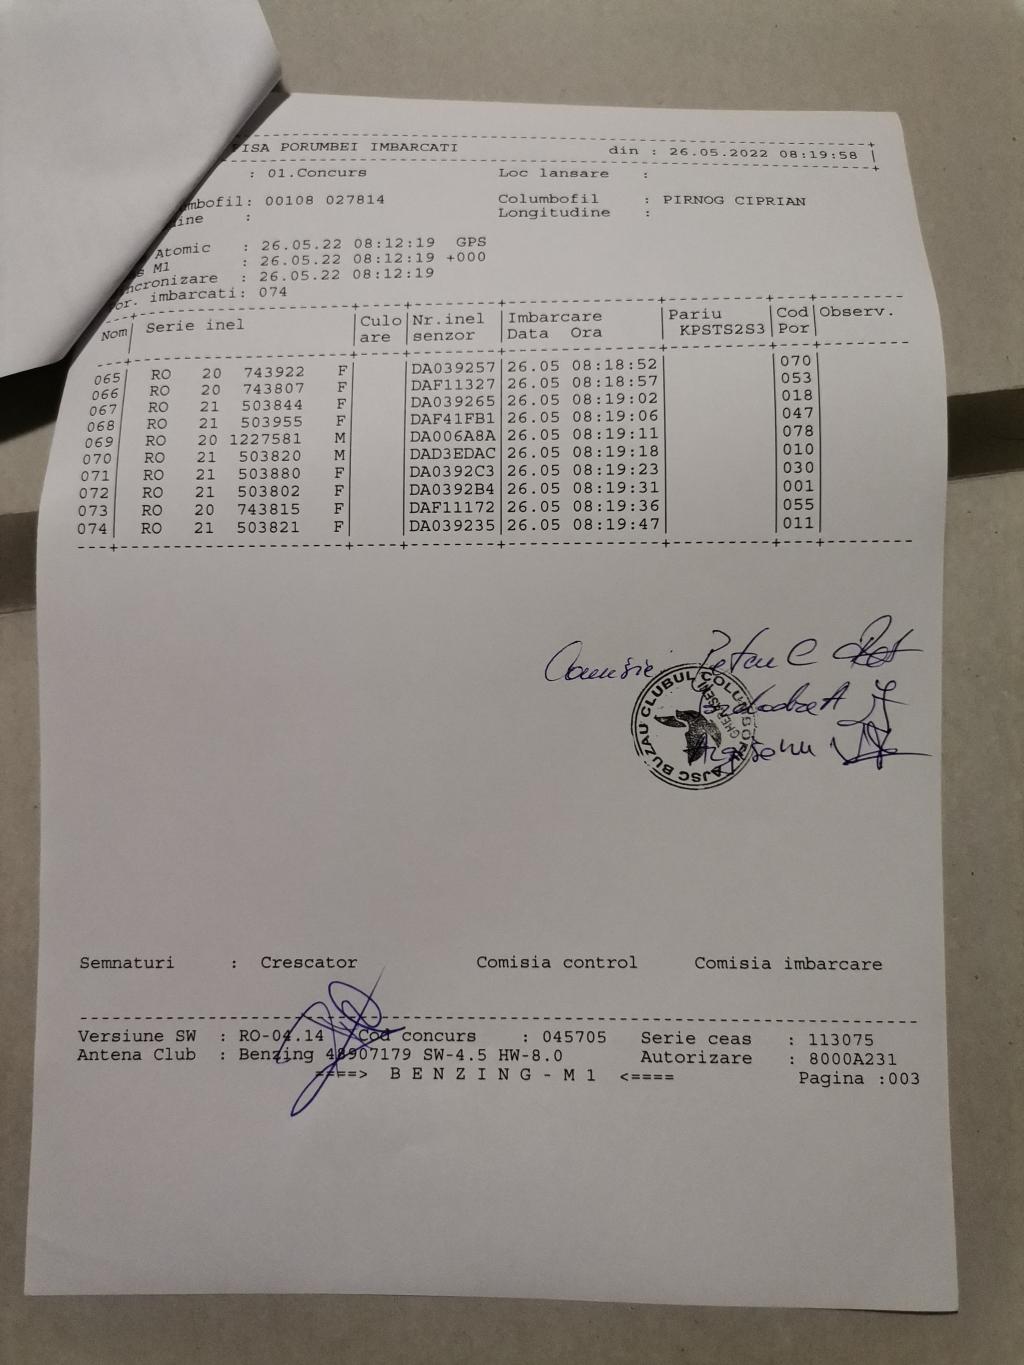 FISA PORUMBEI IMBARCATI din : 26.05.2022 08:19:58
: 01.Concurs Loc lansare :
mbofil: 00108 027814 Columbofil : PIRNOG CIPRIAN
ine : Longitudine :
Atomic : 26.05.22 08:12:19 GPS
s M1 : 26.05.22 08:12:19 +000
ncronizare : 26.05.22 08:12:19
or. imbarcati: 074
Nom Serie inel Culo Nr.inel Imbarcare Pariu Cod Observ.
are senzor Data Ora KPSTS2S3 Por
065 RO 20 743922 F DA039257 26.05 08:18:52 070
066 RO 20 743807 F DAF11327 26.05 08:18:57 053
067 RO 21 503844 F DA039265 26.05 08:19:02 018
068 RO 21 503955 F DAF41FB1 26.05 08:19:06 047
069 RO 20 1227581 M DA006A8A 26.05 08:19:11 078
070 RO 21 503820 M DAD3EDAC 26.05 08:19:18 010
071 RO 21 503880 F DA0392C3 26.05 08:19:23 030
072 RO 21 503802 F DA0392B4 26.05 08:19:31 001
073 RO 20 743815 F DAF11172 26.05 08:19:36 055
074 RO 21 503821 F DA039235 26.05 08:19:47 011
Comisie:
AJSC BUZAU CLUBUL
Semnaturi : Crescator Comisia control Comisia imbarcare
Versiune SW : RO-04.14 Cod concurs : 045705 Serie ceas : 113075
Antena Club : Benzing 48907179 SW-4.5 HW-8.0 Autorizare : 8000A231
====> B E N Z I N G - M 1 <==== Pagina :003